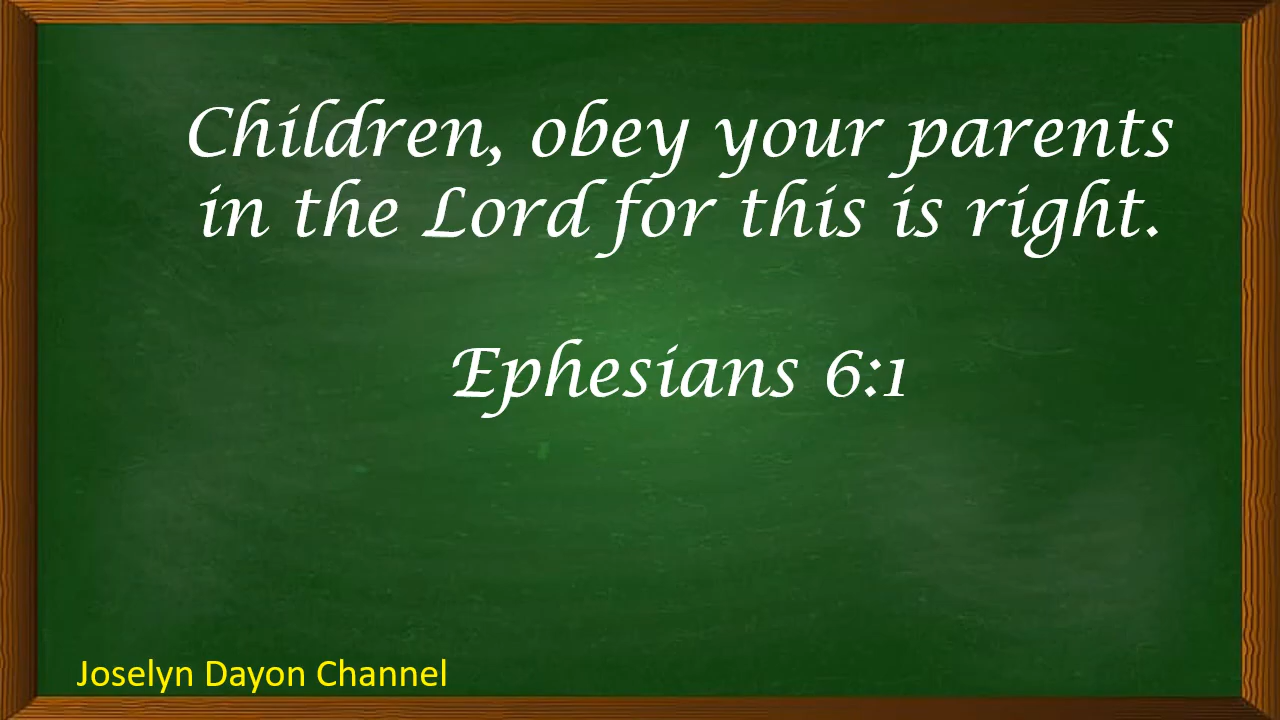 Children, obey your parents
in the Lord for this is right.
Ephesians 6:1
Joselyn Dayon Channel